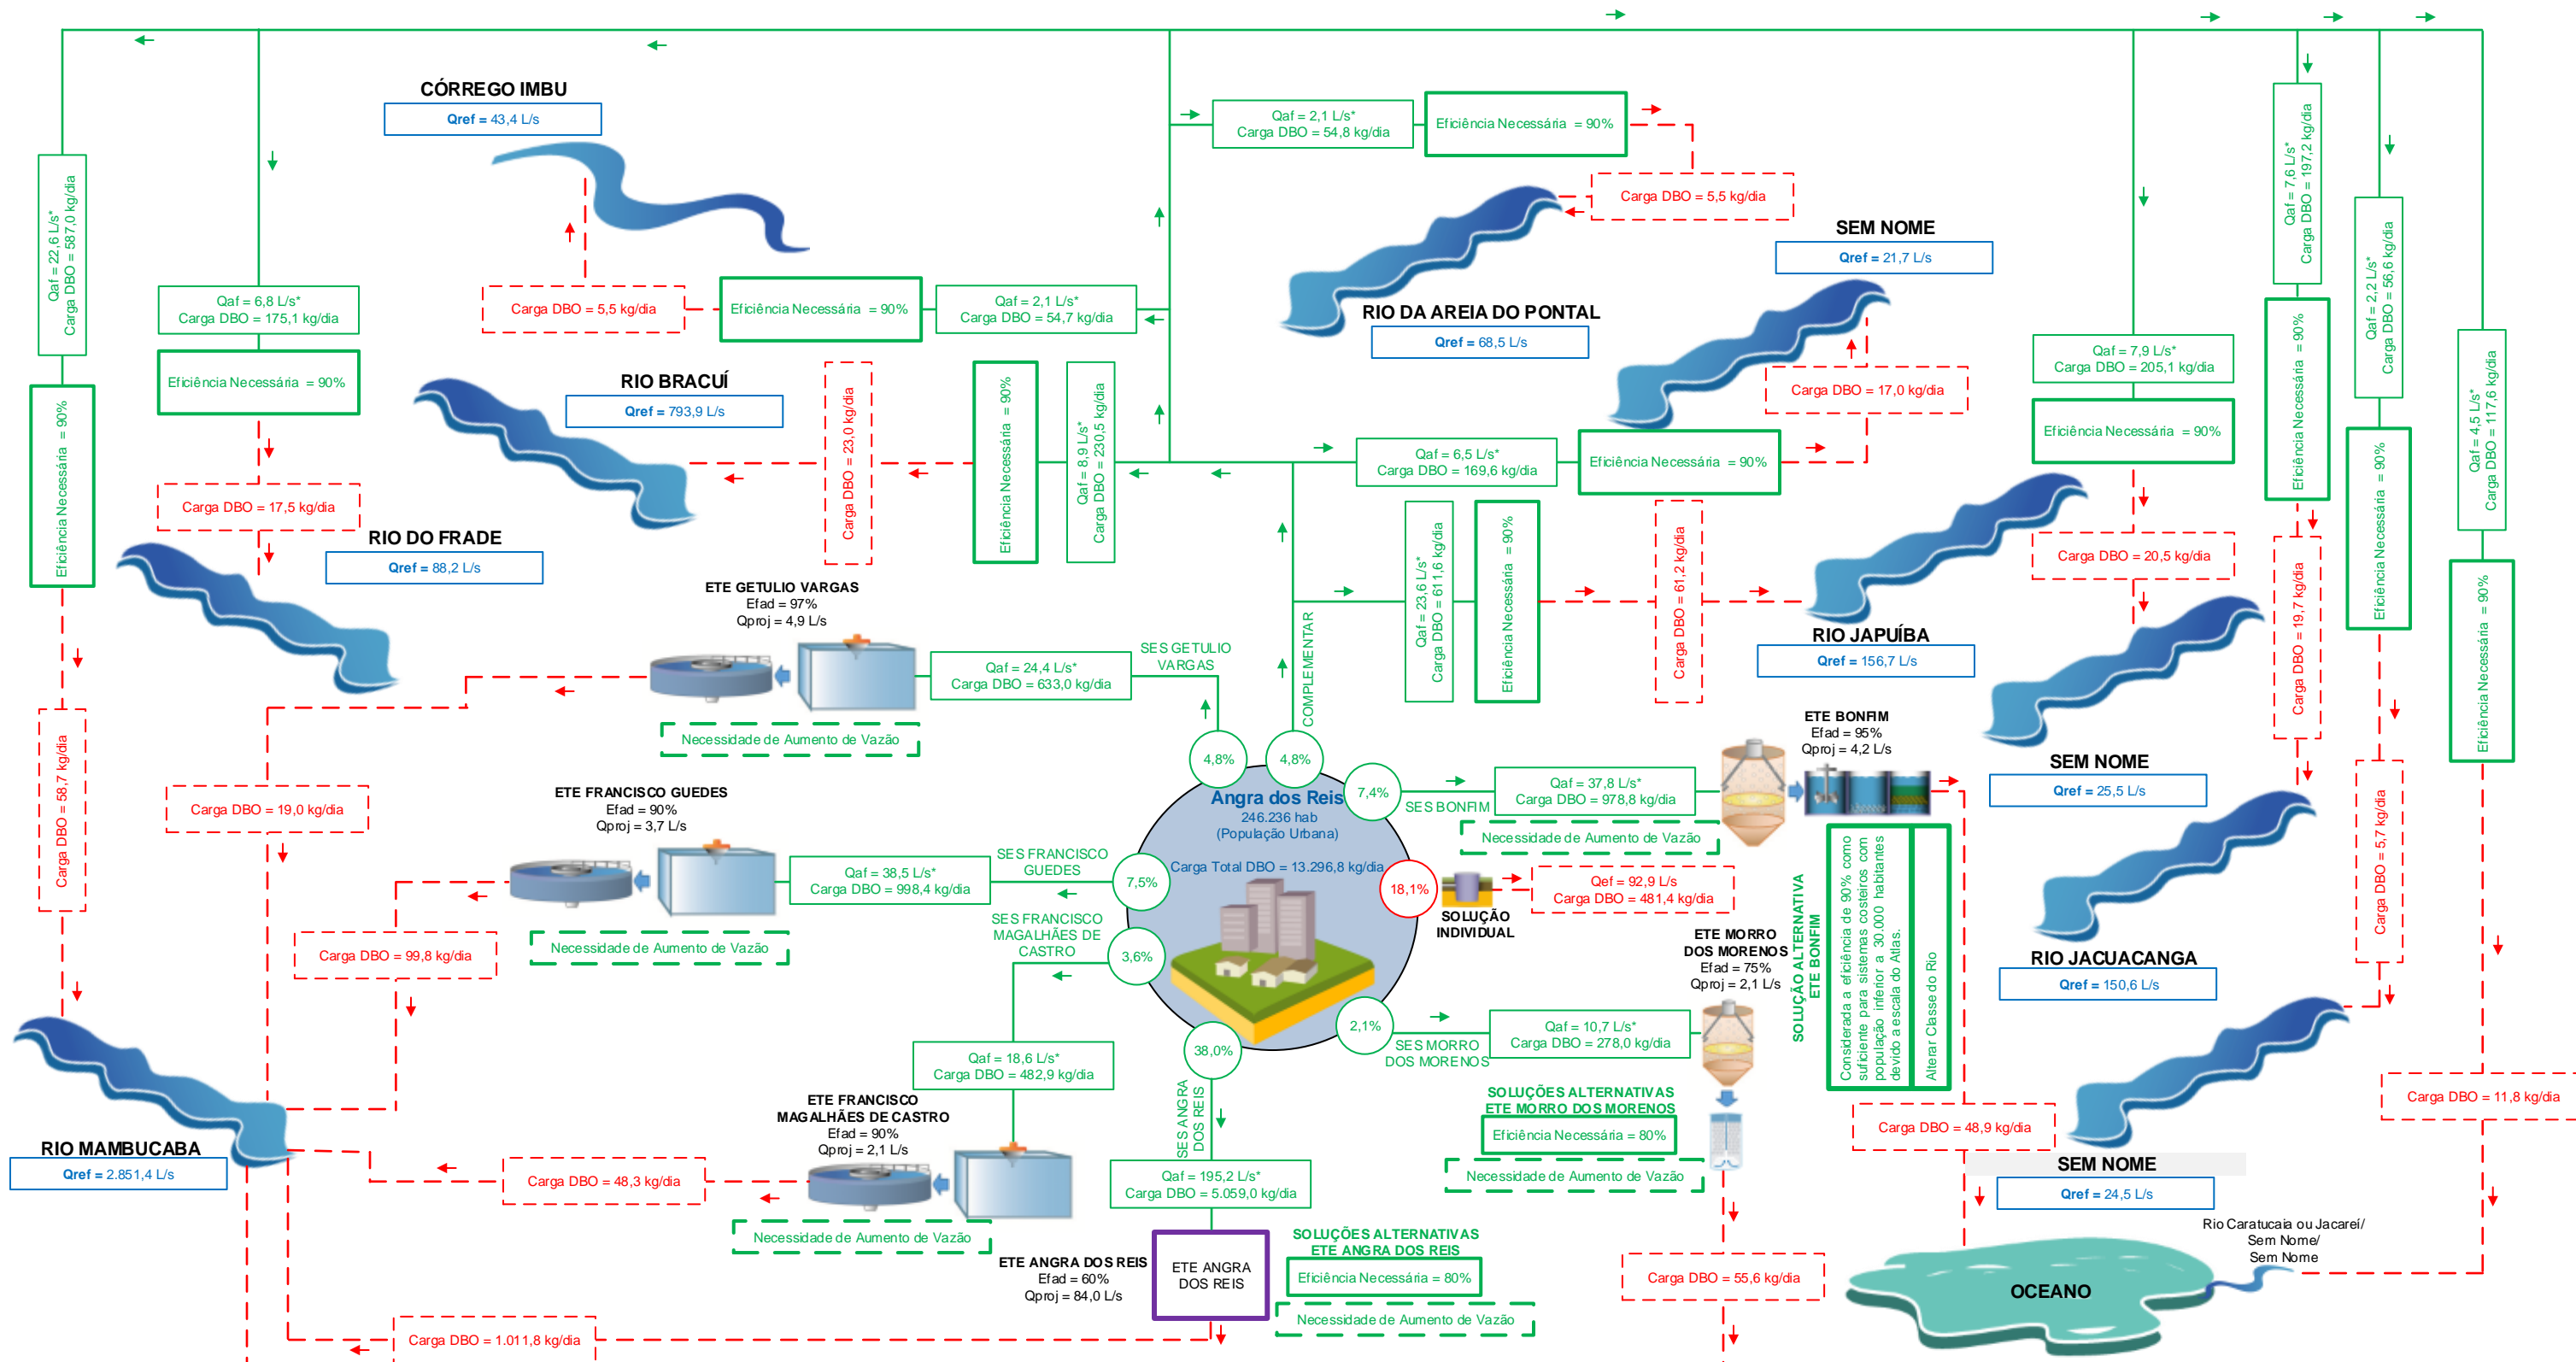 CÓRREGO IMBU
Qref = 43,4 L/s
Qaf = 2,1 L/s*
Carga DBO = 54,8 kg/dia
Eficiência Necessária = 90%
Carga DBO = 5,5 kg/dia
RIO DA AREIA DO PONTAL
Qref = 68,5 L/s
SEM NOME
Qref = 21,7 L/s
Qaf = 22,6 L/s*
Carga DBO = 587,0 kg/dia
Eficiência Necessária = 90%
Carga DBO = 58,7 kg/dia
Qaf = 6,8 L/s*
Carga DBO = 175,1 kg/dia
Eficiência Necessária = 90%
Carga DBO = 17,5 kg/dia
RIO DO FRADE
Qref = 88,2 L/s
Carga DBO = 5,5 kg/dia
Eficiência Necessária = 90%
Qaf = 2,1 L/s*
Carga DBO = 54,7 kg/dia
RIO BRACUÍ
Qref = 793,9 L/s
Carga DBO = 23,0 kg/dia
Eficiência Necessária = 90%
Qaf = 8,9 L/s*
Carga DBO = 230,5 kg/dia
Qaf = 6,5 L/s*
Carga DBO = 169,6 kg/dia
Eficiência Necessária = 90%
Carga DBO = 17,0 kg/dia
Qaf = 23,6 L/s*
Carga DBO = 611,6 kg/dia
Eficiência Necessária = 90%
Carga DBO = 61,2 kg/dia
RIO JAPUÍBA
Qref = 156,7 L/s
Qaf = 7,9 L/s*
Carga DBO = 205,1 kg/dia
Eficiência Necessária = 90%
Carga DBO = 20,5 kg/dia
SEM NOME
Qref = 25,5 L/s
Qaf = 7,6 L/s*
Carga DBO = 197,2 kg/dia
Eficiência Necessária = 90%
Carga DBO = 19,7 kg/dia
RIO JACUACANGA
Qref = 150,6 L/s
Qaf = 2,2 L/s*
Carga DBO = 56,6 kg/dia
Eficiência Necessária = 90%
Carga DBO = 5,7 kg/dia
SEM NOME
Qref = 24,5 L/s
Qaf = 4,5 L/s*
Carga DBO = 117,6 kg/dia
Eficiência Necessária = 90%
Carga DBO = 11,8 kg/dia
Rio Caratucaia ou Jacareí/
Sem Nome/
Sem Nome
OCEANO
ETE GETULIO VARGAS
Efad = 97%
Qproj = 4,9 L/s
Qaf = 24,4 L/s*
Carga DBO = 633,0 kg/dia
SES GETULIO
VARGAS
Necessidade de Aumento de Vazão
4,8%
Carga DBO = 19,0 kg/dia
COMPLEMENTAR
4,8%
ETE FRANCISCO GUEDES
Efad = 90%
Qproj = 3,7 L/s
Qaf = 38,5 L/s*
Carga DBO = 998,4 kg/dia
SES FRANCISCO
GUEDES
Necessidade de Aumento de Vazão
7,5%
Carga DBO = 99,8 kg/dia
Angra dos Reis
246.236 hab
(População Urbana)
Carga Total DBO = 13.296,8 kg/dia
7,4%
SES BONFIM
Qaf = 37,8 L/s*
Carga DBO = 978,8 kg/dia
Necessidade de Aumento de Vazão
ETE BONFIM
Efad = 95%
Qproj = 4,2 L/s
SOLUÇÃO ALTERNATIVA
ETE BONFIM
Considerada a eficiência de 90% como
suficiente para sistemas costeiros com
população inferior a 30.000 habitantes
devido a escala do Atlas.
Alterar Classe do Rio
Carga DBO = 48,9 kg/dia
18,1%
SOLUÇÃO
INDIVIDUAL
Qef = 92,9 L/s
Carga DBO = 481,4 kg/dia
SES FRANCISCO
MAGALHÃES DE
CASTRO
3,6%
Qaf = 18,6 L/s*
Carga DBO = 482,9 kg/dia
ETE FRANCISCO
MAGALHÃES DE CASTRO
Efad = 90%
Qproj = 2,1 L/s
Necessidade de Aumento de Vazão
Carga DBO = 48,3 kg/dia
RIO MAMBUCABA
Qref = 2.851,4 L/s
2,1%
SES MORRO
DOS MORENOS
Qaf = 10,7 L/s*
Carga DBO = 278,0 kg/dia
ETE MORRO
DOS MORENOS
Efad = 75%
Qproj = 2,1 L/s
SOLUÇÕES ALTERNATIVAS
ETE MORRO DOS MORENOS
Eficiência Necessária = 80%
Necessidade de Aumento de Vazão
Carga DBO = 55,6 kg/dia
38,0%
SES ANGRA
DOS REIS
Qaf = 195,2 L/s*
Carga DBO = 5.059,0 kg/dia
ETE ANGRA DOS REIS
Efad = 60%
Qproj = 84,0 L/s
ETE ANGRA
DOS REIS
SOLUÇÕES ALTERNATIVAS
ETE ANGRA DOS REIS
Eficiência Necessária = 80%
Necessidade de Aumento de Vazão
Carga DBO = 1.011,8 kg/dia